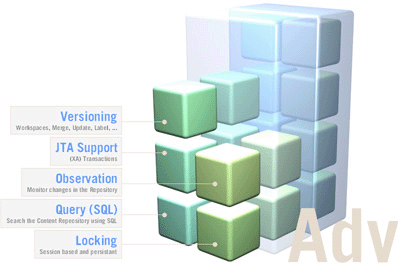 Versioning
Workspaces, Merge, Update, Label, ...
JTA Support
(XA) Transactions
Observation
Monitor changes in the Repository
Query (SQL)
Search the Content Repository using SQL
Locking
Session based and persistant
Adv